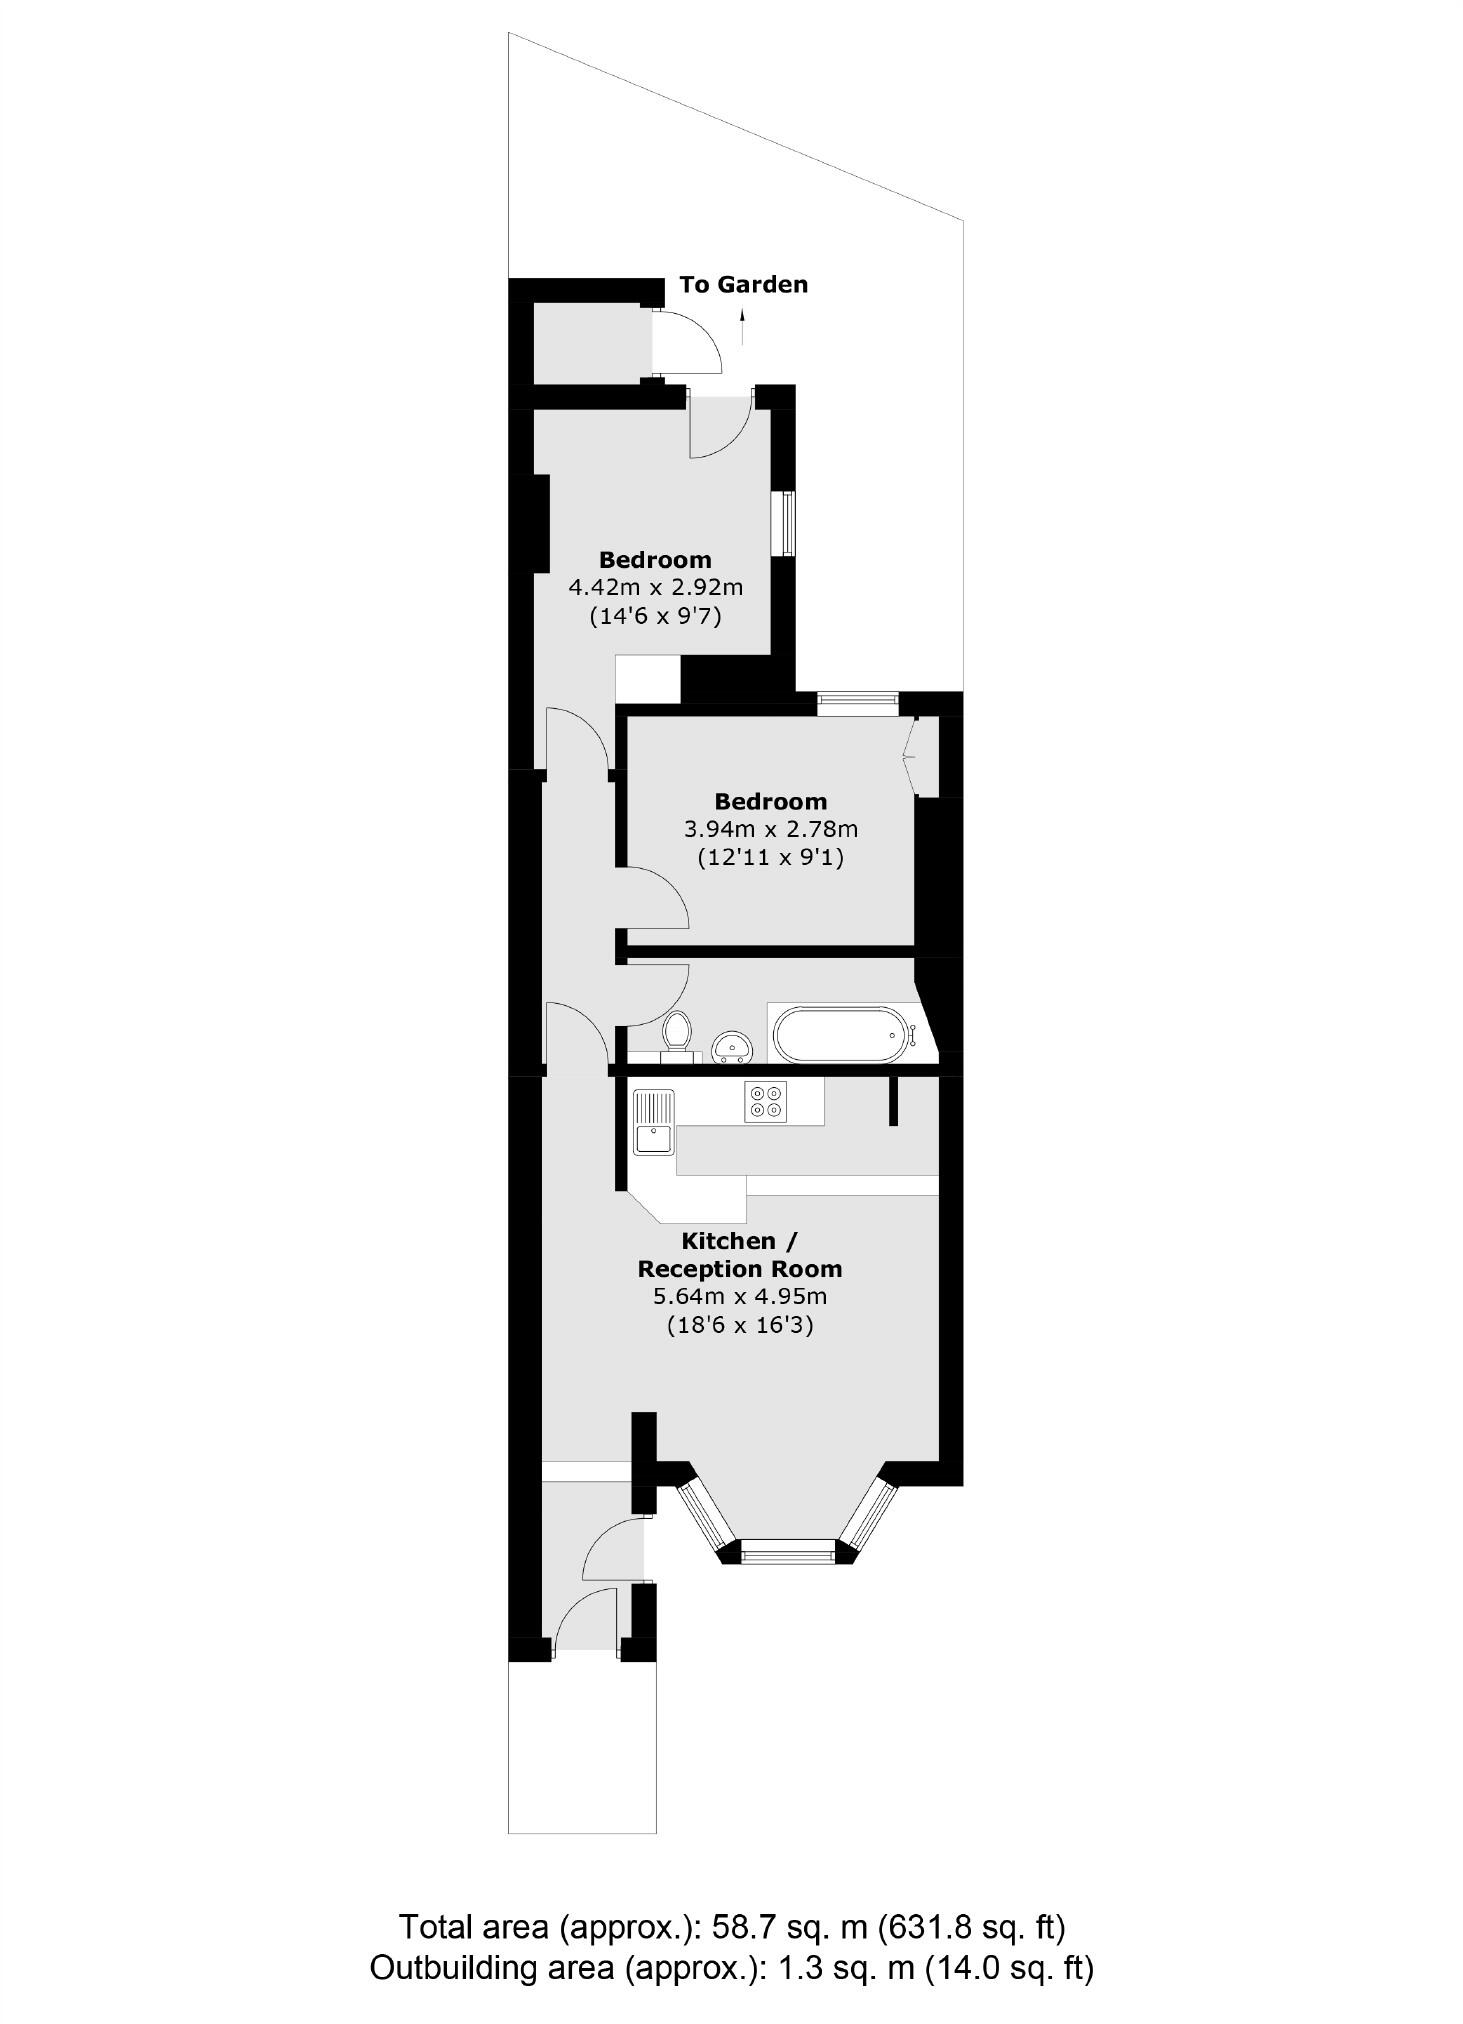 To Garden
Bedroom
4.42m x 2.92m
(14'6 x 9'7)
Bedroom
3.94m x 2.78m
(12'11 x 9'1)
Kitchen /
Reception Room
5.64m x 4.95m
(18'6 x 16'3)
Total area (approx.): 58.7 sq. m (631.8 sq. ft)
Outbuilding area (approx.): 1.3 sq. m (14.0 sq. ft)